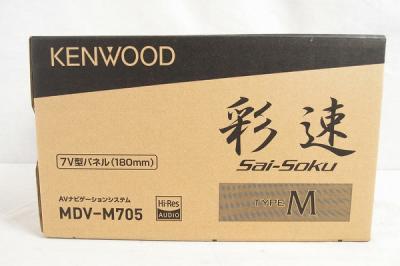 KENWOOD
彩速
Sai-Soku
7V型パネル(180mm)
AVナビゲーションシステム
MDV-M705
Hi-Res
AUDIO
TYPE M